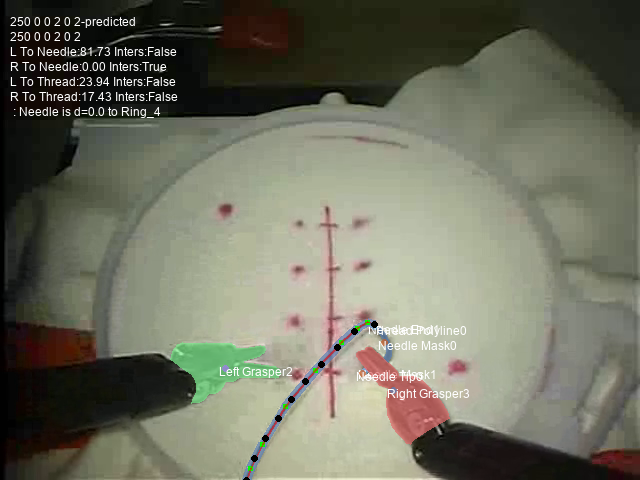 250 0 0 2 0 2-predicted
250 0 0 2 0 2
L To Needle:81.73 Inters:False
R To Needle:0.00 Inters:True
L To Thread:23.94 Inters:False
R To Thread:17.43 Inters:False
: Needle is d=0.0 to Ring_4
Polyline0
Needle Mask0
Left Grasper2
Needle Tip
Mask1
Right Grasper3